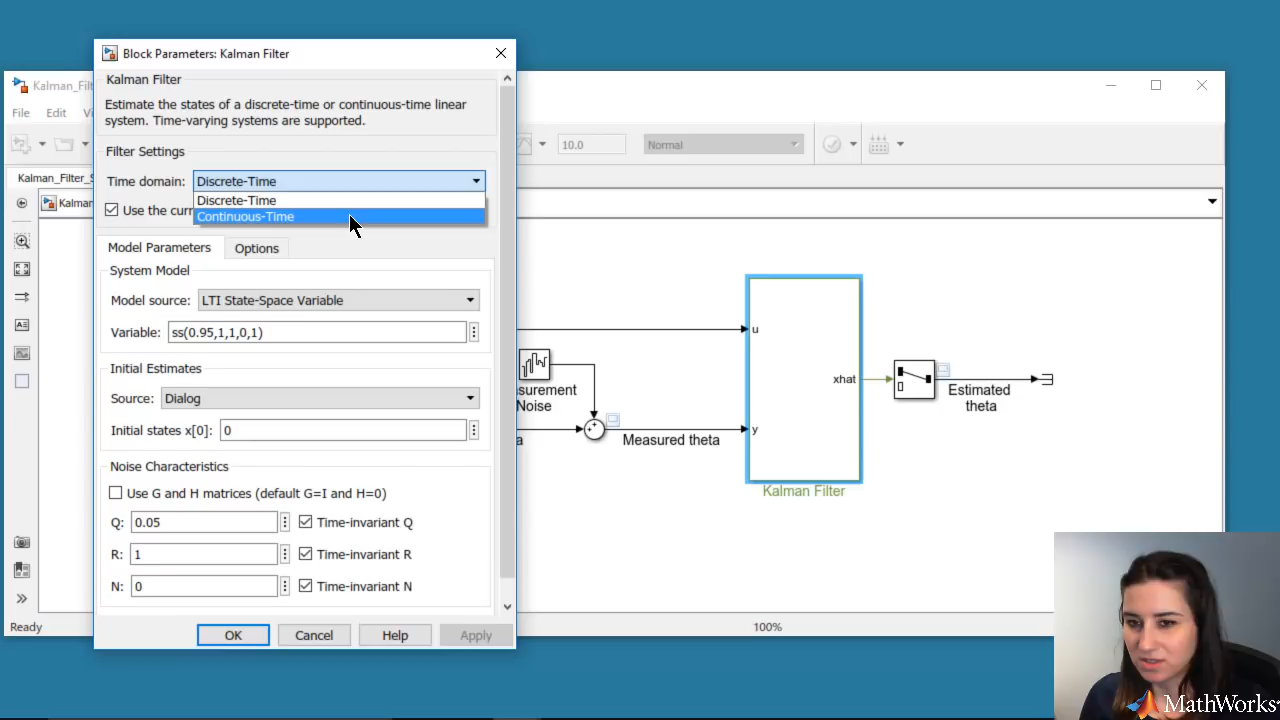 Block Parameters: Kalman Filter
Kalman Filter
Estimate the states of a discrete-time or continuous-time linear
system. Time-varying systems are supported.
Filter Settings
Time domain: Discrete-Time
Discrete-Time
Continuous-Time
Use the curr
Model Parameters Options
System Model
Model source: LTI State-Space Variable
Variable: ss(0.95,1,1,0,1)
Initial Estimates
Source: Dialog
Initial states x[0]: 0
Noise Characteristics
Use G and H matrices (default G=I and H=0)
Q: 0.05 Time-invariant Q
R: 1 Time-invariant R
N: 0 Time-invariant N
OK Cancel Help Apply
Kalman_Filt
File Edit Vi
10.0 Normal
Kalman_Filter_S
Kalman
u
surement
Noise
a
Measured theta
y
xhat
Kalman Filter
Estimated
theta
Ready 100%
MathWorks